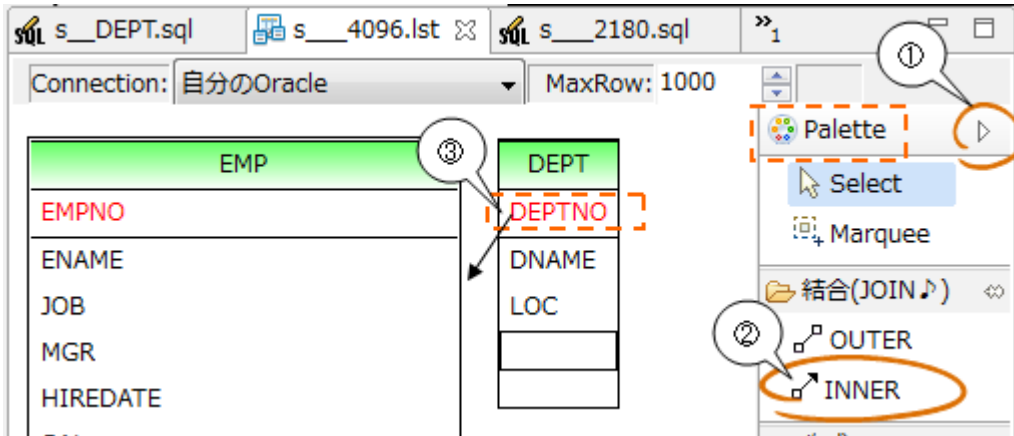 s__DEPT.sql
s___4096.lst
s___2180.sql
»1
①
Connection: 自分のOracle
MaxRow: 1000
Palette
③
EMP
DEPT
Select
EMPNO
DEPTNO
Marquee
ENAME
DNAME
結合(JOIN♪)
JOB
LOC
②
OUTER
MGR
INNER
HIREDATE